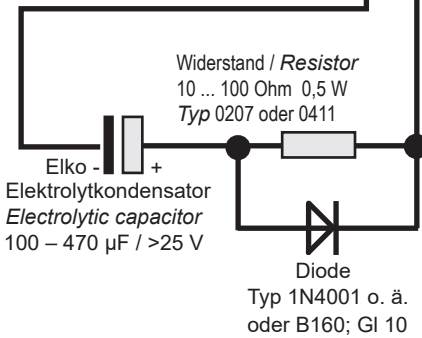 Widerstand / Resistor
10 ... 100 Ohm 0,5 W
Typ 0207 oder 0411
Elko - +
Elektrolytkondensator
Electrolytic capacitor
100 – 470 µF / >25 V
Diode
Typ 1N4001 o. ä.
oder B160; GI 10